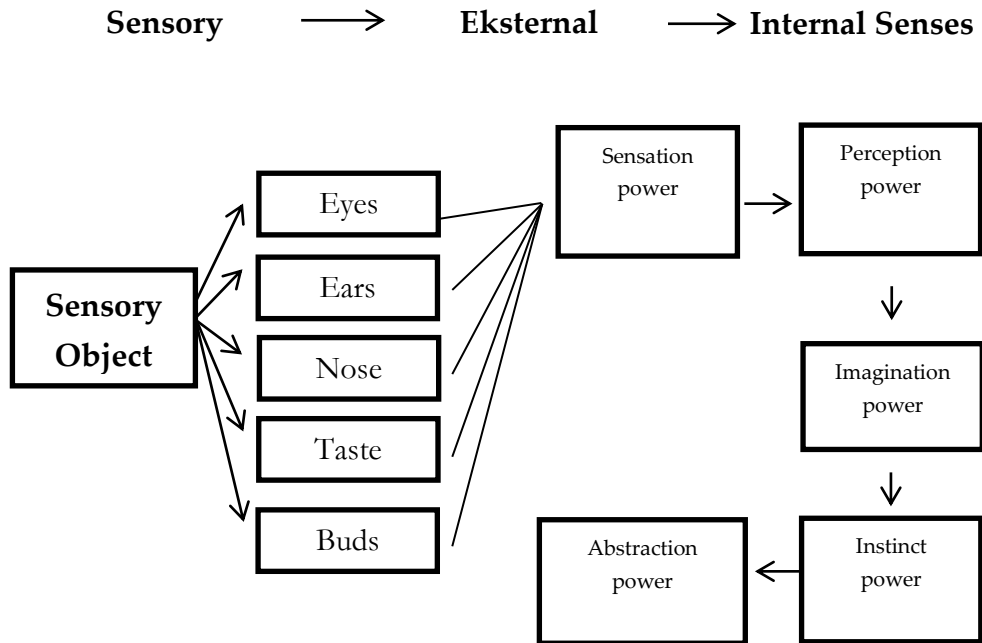 Sensory Eksternal Internal Senses
Sensation
power
Perception
power
Eyes
Ears
Sensory
Object
Nose
Imagination
power
Taste
Buds
Abstraction
power
Instinct
power